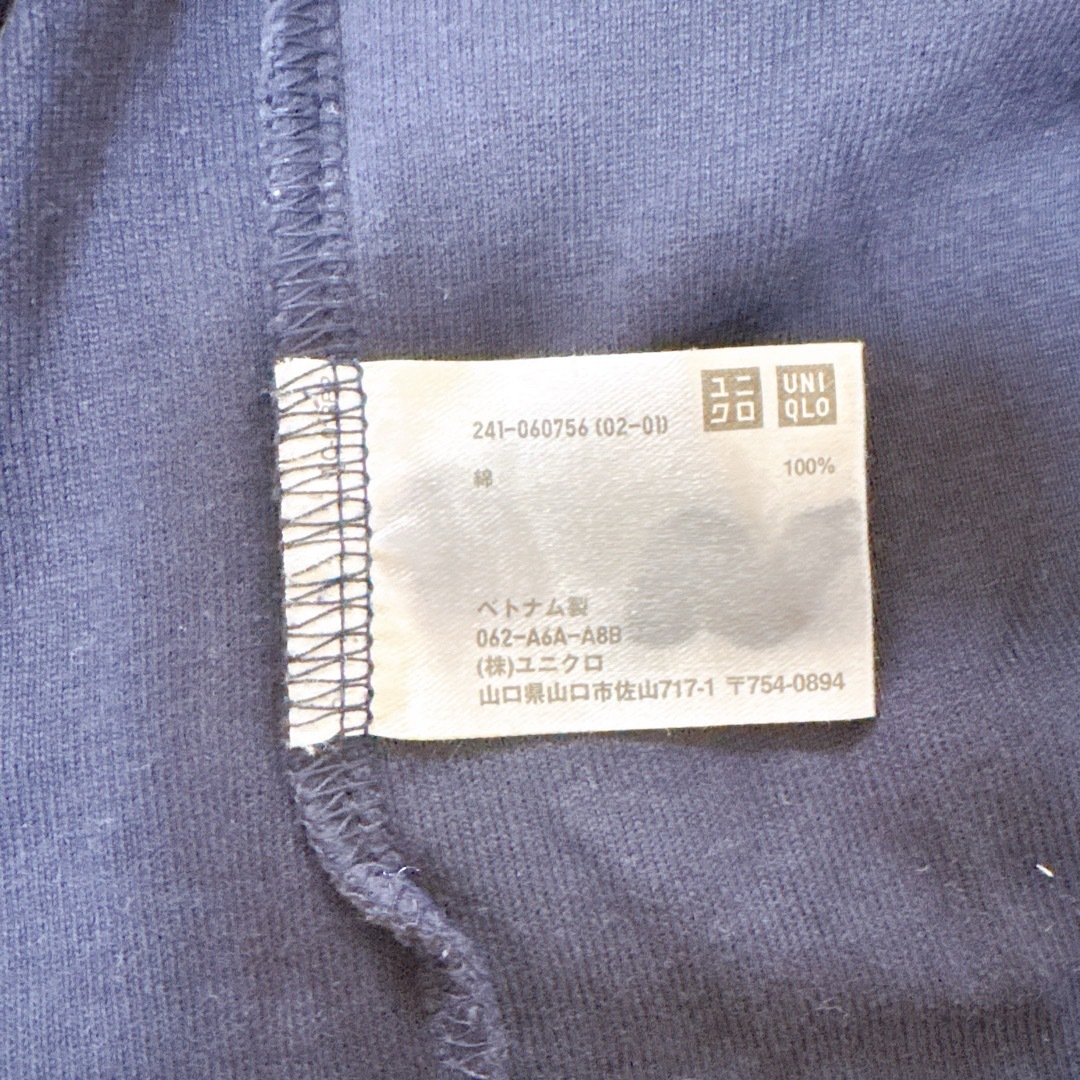 ユニ
クロ
UNI
QLO
241-060756 (02-01)
綿 100%
ベトナム製
062-A6A-A8B
(株)ユニクロ
山口県山口市佐山717-1 〒754-0894